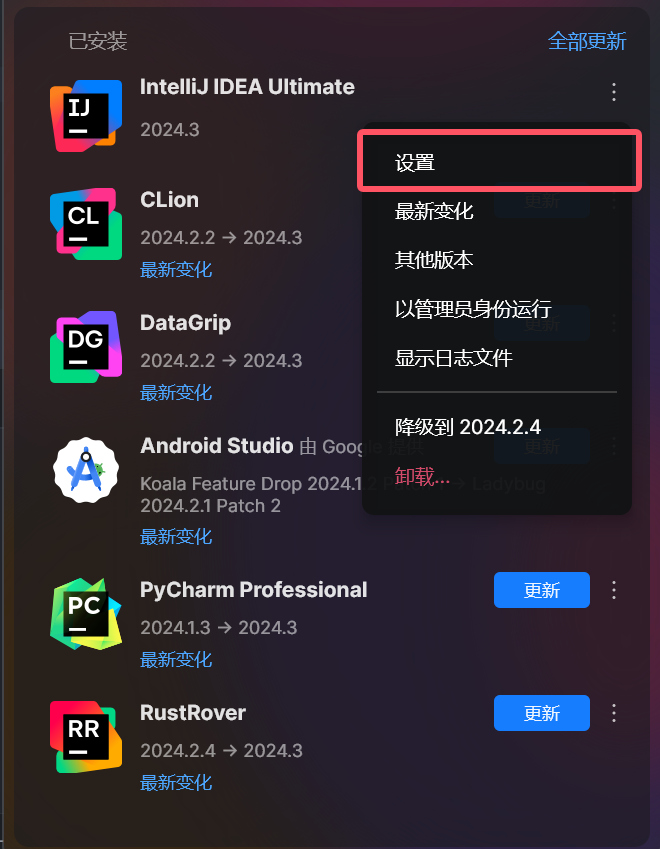 已安装
全部更新
IJ
IntelliJ IDEA Ultimate
2024.3
设置
最新变化
其他版本
以管理员身份运行
显示日志文件
降级到 2024.2.4
卸载...
CL
CLion
2024.2.2 → 2024.3
更新
最新变化
DG
DataGrip
2024.2.2 → 2024.3
更新
最新变化
Android Studio 由 Google 提供
更新
Koala Feature Drop 2024.1.2 → Ladybug
2024.2.1 Patch 2
最新变化
PC
PyCharm Professional
更新
2024.1.3 → 2024.3
最新变化
RR
RustRover
更新
2024.2.4 → 2024.3
最新变化